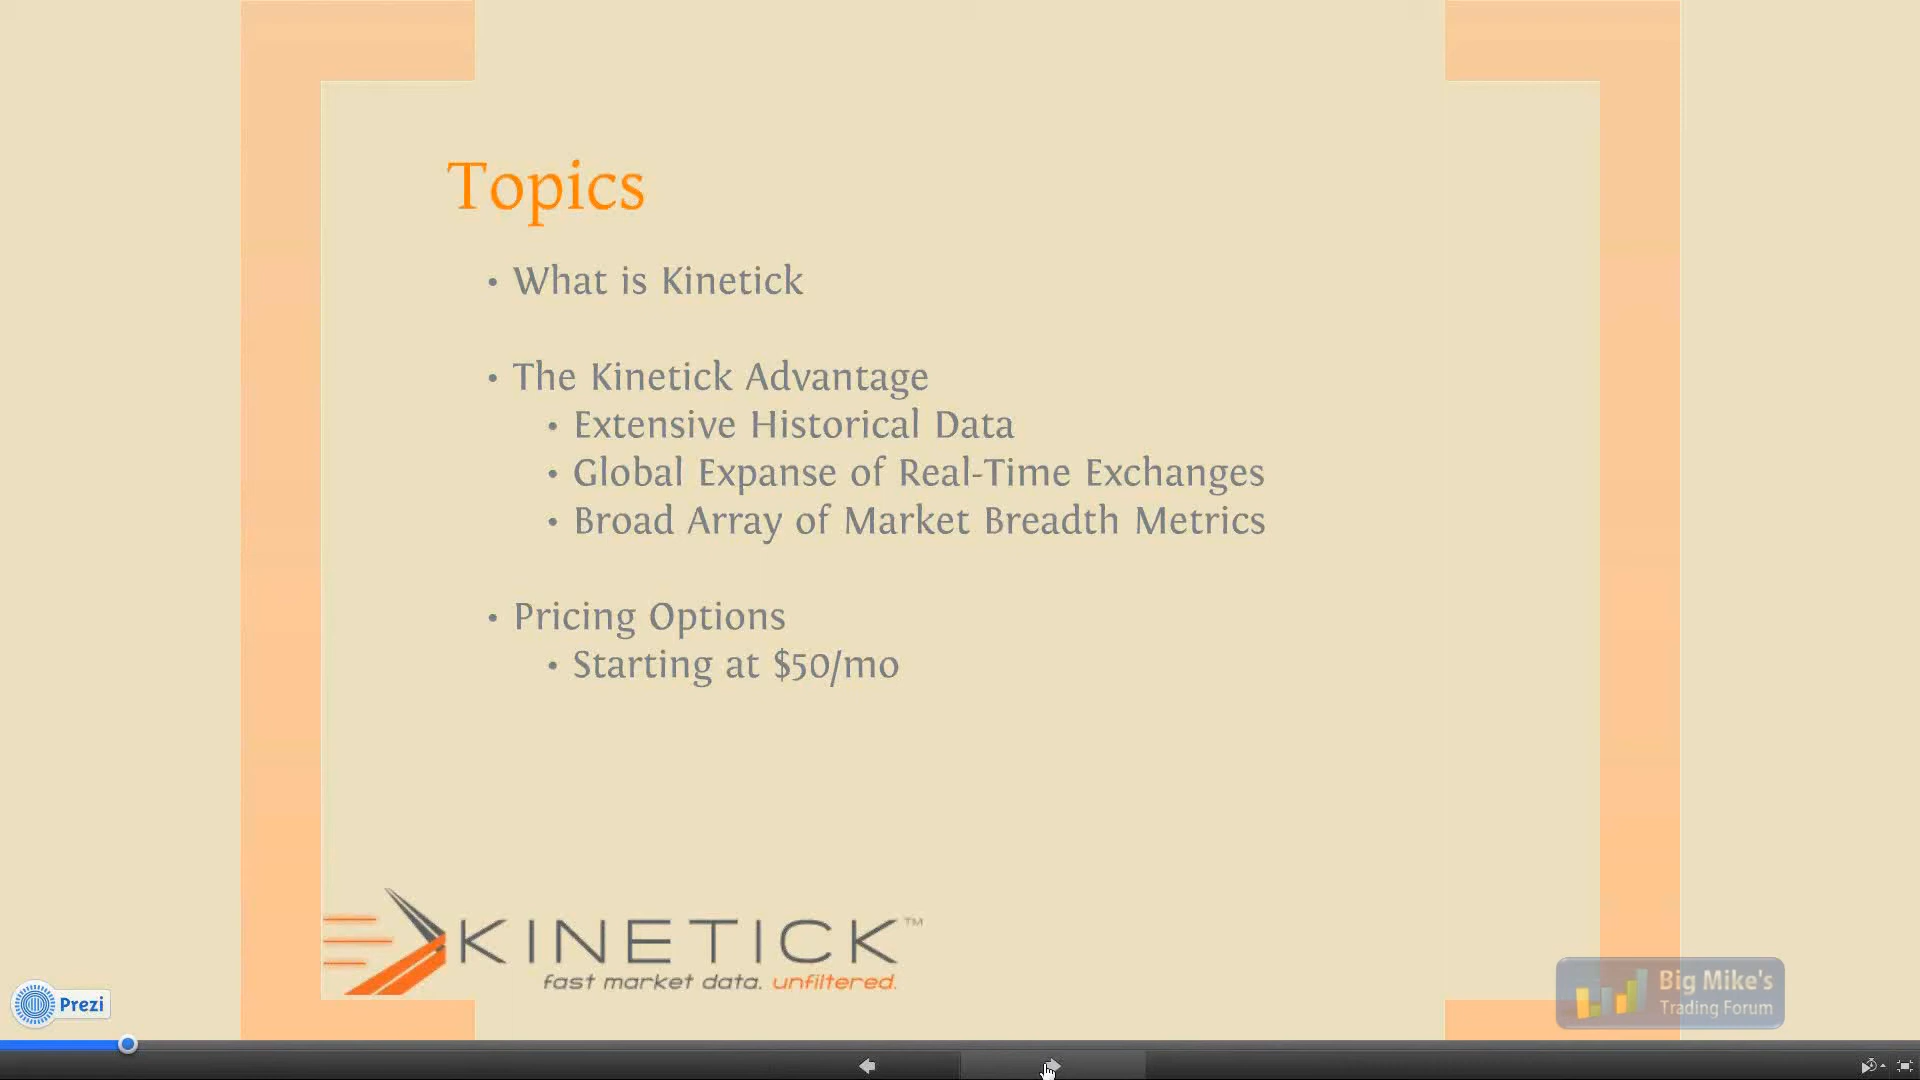 Topics
• What is Kinetick
• The Kinetick Advantage
• Extensive Historical Data
• Global Expanse of Real-Time Exchanges
• Broad Array of Market Breadth Metrics
• Pricing Options
• Starting at $50/mo
KINETICK™
fast market data. unfiltered.
Prezi
Big Mike's
Trading Forum